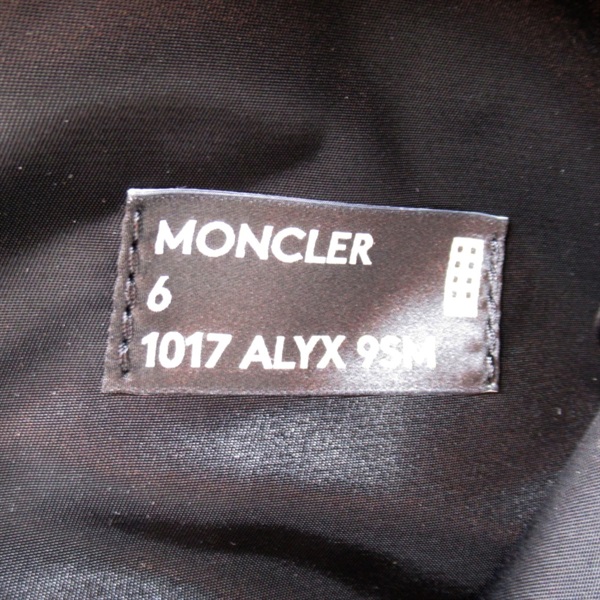 MONCLER
6
1017 ALYX 9SM